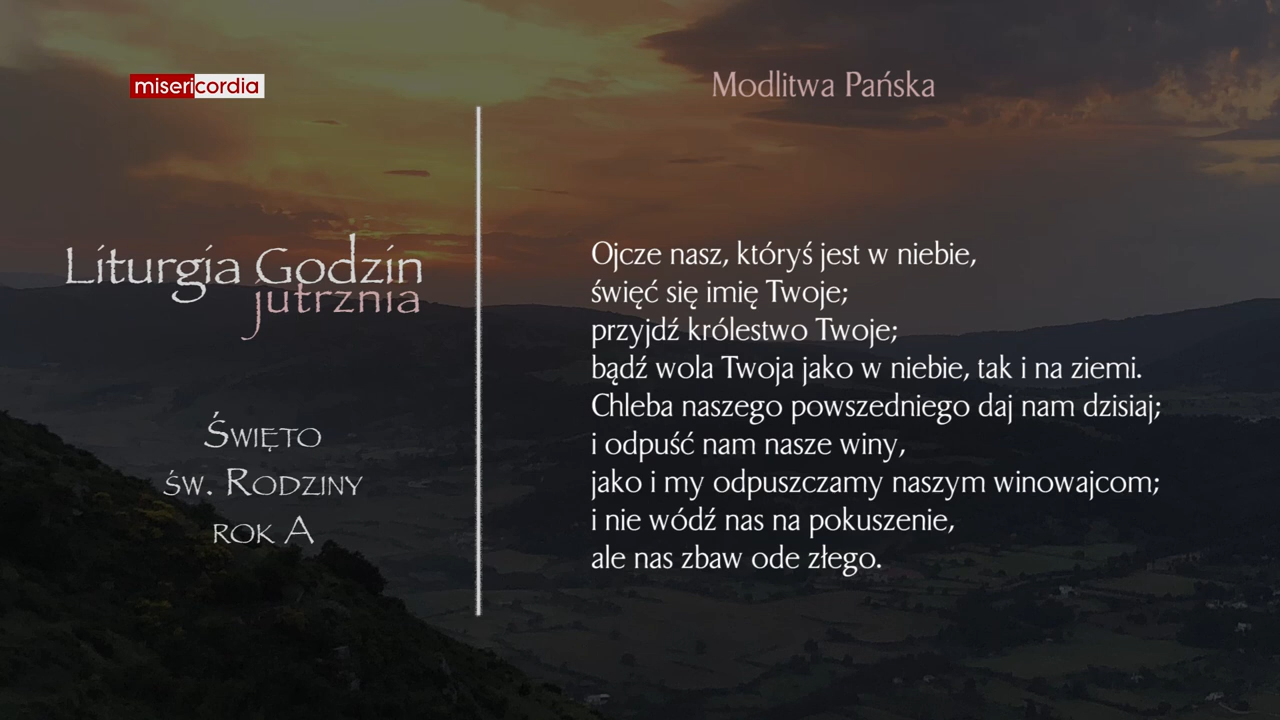 misericordia
Liturgia Godzin
jutrznia
Święto
św. Rodziny
rok A
Modlitwa Pańska
Ojcze nasz, któryś jest w niebie,
święć się imię Twoje;
przyjdź królestwo Twoje;
bądź wola Twoja jako w niebie, tak i na ziemi.
Chleba naszego powszedniego daj nam dzisiaj;
i odpuść nam nasze winy,
jako i my odpuszczamy naszym winowajcom;
i nie wódź nas na pokuszenie,
ale nas zbaw ode złego.